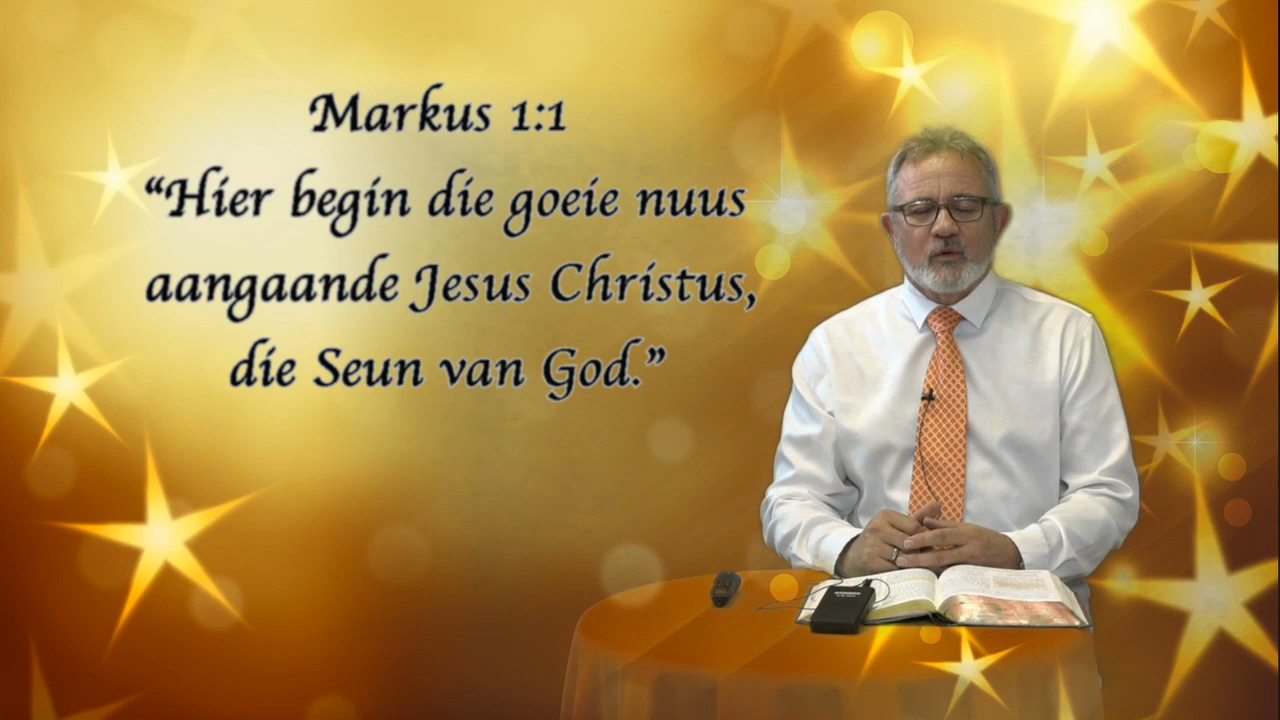 Markus 1:1
“Hier begin die goeie nuus
aangaande Jesus Christus,
die Seun van God.”